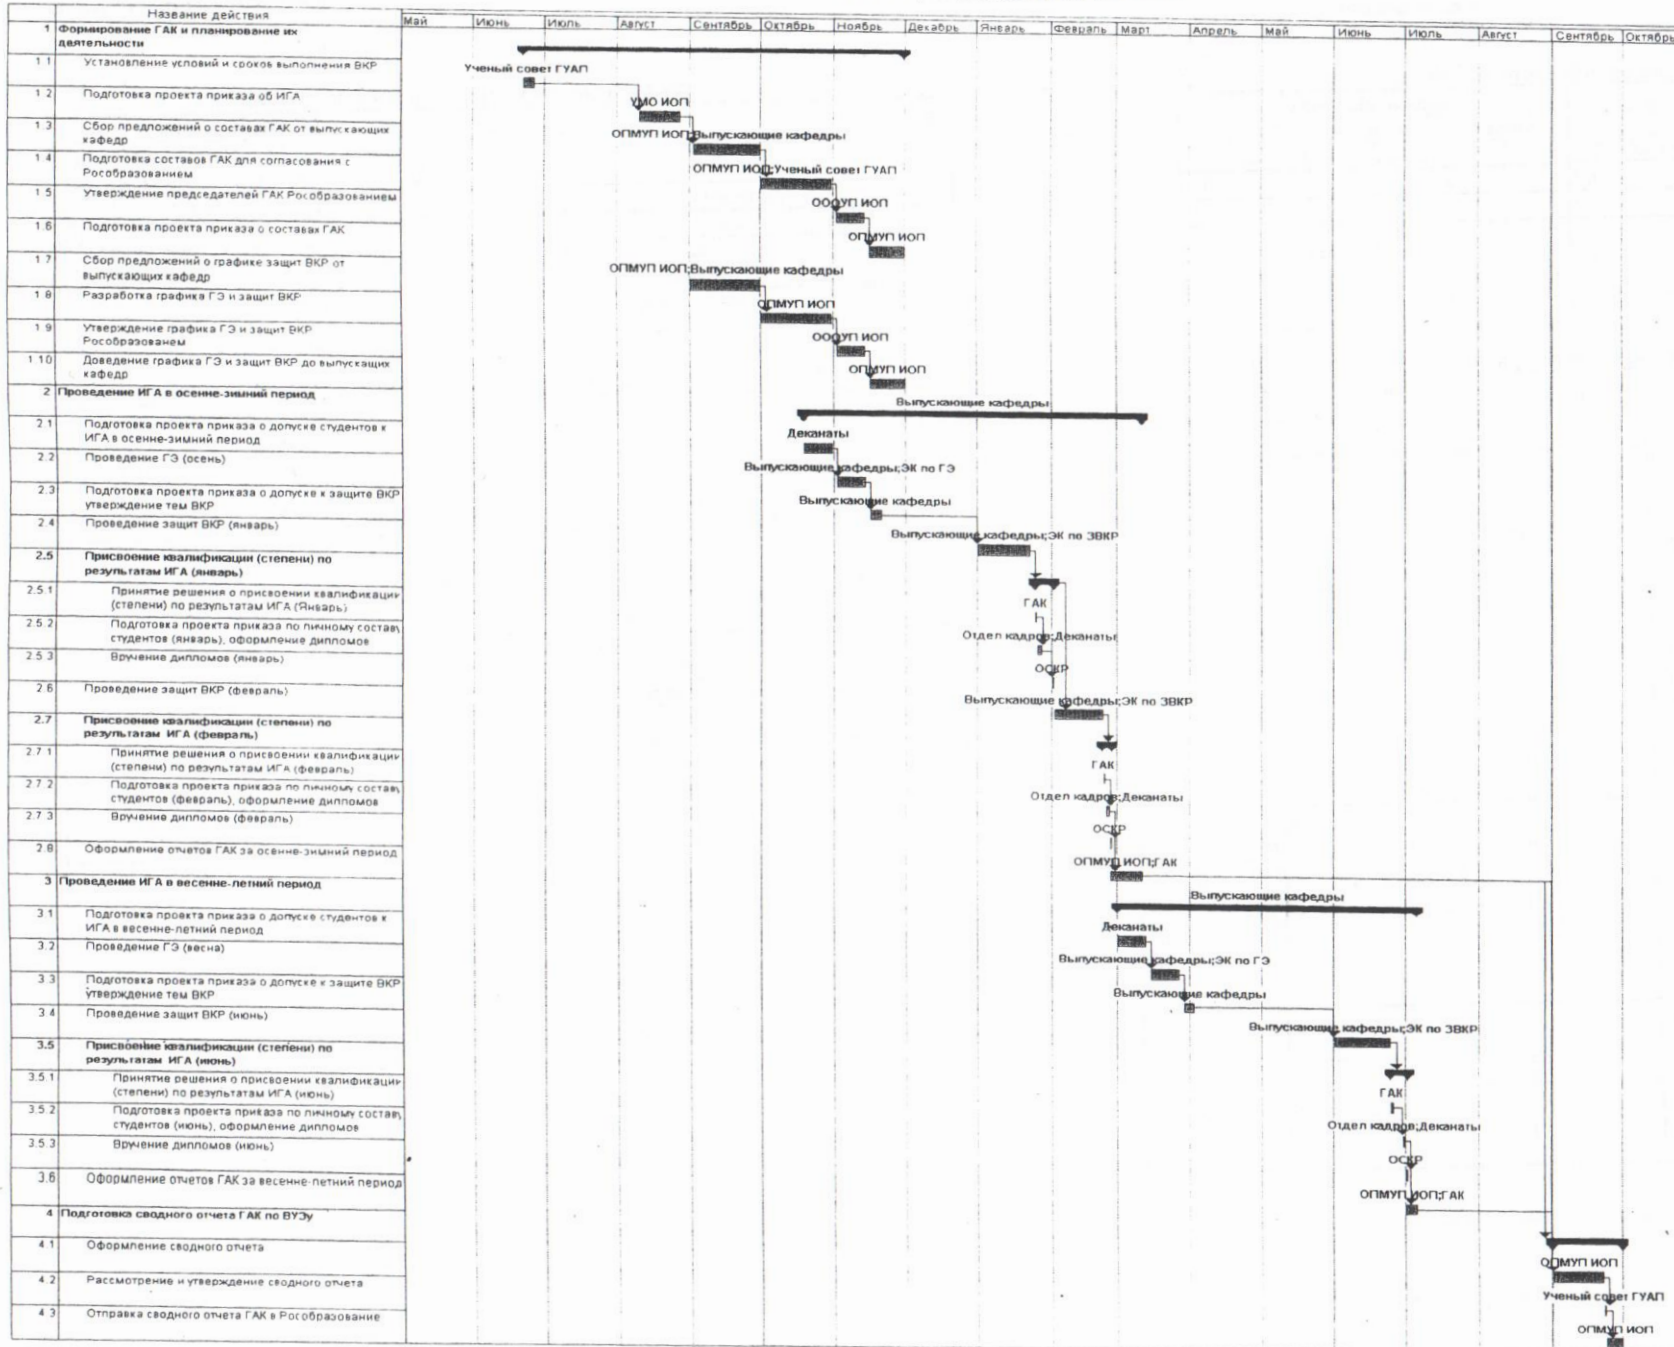 Название действия
Май Июнь Июль Август Сентябрь Октябрь Ноябрь Декабрь Январь Февраль Март Апрель Май Июнь Июль Август Сентябрь Октябрь
1 Формирование ГАК и планирование их
деятельности
1.1 Установление условий и сроков выполнения ВКР
Ученый совет ГУАП
1.2 Подготовка проекта приказа об ИГА
УМО ИОП
1.3 Сбор предложений о составах ГАК от выпускающих
кафедр
ОПМУП ИОП;Выпускающие кафедры
1.4 Подготовка составов ГАК для согласования с
Рособразованием
ОПМУП ИОП;Ученый совет ГУАП
1.5 Утверждение председателей ГАК Рособразованием
ОООУП ИОП
1.6 Подготовка проекта приказа о составах ГАК
ОПМУП ИОП
1.7 Сбор предложений о графике защит ВКР от
выпускающих кафедр
ОПМУП ИОП;Выпускающие кафедры
1.8 Разработка графика ГЭ и защит ВКР
ОПМУП ИОП
1.9 Утверждение графика ГЭ и защит ВКР
Рособразованем
ОООУП ИОП
1.10 Доведение графика ГЭ и защит ВКР до выпускащих
кафедр
ОПМУП ИОП
2 Проведение ИГА в осенне-зимний период
Выпускающие кафедры
2.1 Подготовка проекта приказа о допуске студентов к
ИГА в осенне-зимний период
Деканаты
2.2 Проведение ГЭ (осень)
Выпускающие кафедры;ЭК по ГЭ
2.3 Подготовка проекта приказа о допуске к защите ВКР
утверждение тем ВКР
Выпускающие кафедры
2.4 Проведение защит ВКР (январь)
Выпускающие кафедры;ЭК по ЗВКР
2.5 Присвоение квалификации (степени) по
результатам ИГА (январь)
2.5.1 Принятие решения о присвоении квалификации
(степени) по результатам ИГА (Январь)
ГАК
2.5.2 Подготовка проекта приказа по личному составу
студентов (январь), оформление дипломов
Отдел кадров;Деканаты
2.5.3 Вручение дипломов (январь)
ОСКР
2.6 Проведение защит ВКР (февраль)
Выпускающие кафедры;ЭК по ЗВКР
2.7 Присвоение квалификации (степени) по
результатам ИГА (февраль)
2.7.1 Принятие решения о присвоении квалификации
(степени) по результатам ИГА (февраль)
ГАК
2.7.2 Подготовка проекта приказа по личному составу
студентов (февраль), оформление дипломов
Отдел кадров;Деканаты
2.7.3 Вручение дипломов (февраль)
ОСКР
2.8 Оформление отчетов ГАК за осенне-зимний период
ОПМУП ИОП;ГАК
3 Проведение ИГА в весенне-летний период
Выпускающие кафедры
3.1 Подготовка проекта приказа о допуске студентов к
ИГА в весенне-летний период
Деканаты
3.2 Проведение ГЭ (весна)
Выпускающие кафедры;ЭК по ГЭ
3.3 Подготовка проекта приказа о допуске к защите ВКР
утверждение тем ВКР
Выпускающие кафедры
3.4 Проведение защит ВКР (июнь)
Выпускающие кафедры;ЭК по ЗВКР
3.5 Присвоение квалификации (степени) по
результатам ИГА (июнь)
3.5.1 Принятие решения о присвоении квалификации
(степени) по результатам ИГА (июнь)
ГАК
3.5.2 Подготовка проекта приказа по личному составу
студентов (июнь), оформление дипломов
Отдел кадров;Деканаты
3.5.3 Вручение дипломов (июнь)
ОСКР
3.6 Оформление отчетов ГАК за весенне-летний период
ОПМУП ИОП;ГАК
4 Подготовка сводного отчета ГАК по ВУЗу
4.1 Оформление сводного отчета
ОПМУП ИОП
4.2 Рассмотрение и утверждение сводного отчета
Ученый совет ГУАП
4.3 Отправка сводного отчета ГАК в Рособразование
ОПМУП ИОП